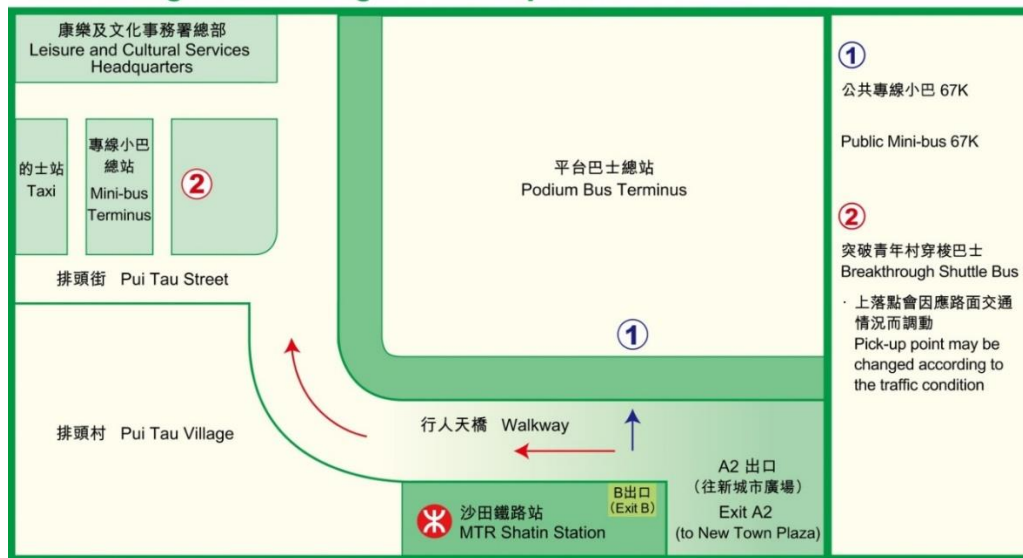 康樂及文化事務署總部
Leisure and Cultural Services
Headquarters
的士站
Taxi
專線小巴
總站
Mini-bus
Terminus
②
平台巴士總站
Podium Bus Terminus
排頭街 Pui Tau Street
①
排頭村 Pui Tau Village
行人天橋 Walkway
B出口
(Exit B)
沙田鐵路站
MTR Shatin Station
A2 出口
(往新城市廣場)
Exit A2
(to New Town Plaza)
①
公共專線小巴 67K
Public Mini-bus 67K
②
突破青年村穿梭巴士
Breakthrough Shuttle Bus
· 上落點會因應路面交通
情況而調動
Pick-up point may be
changed according to
the traffic condition